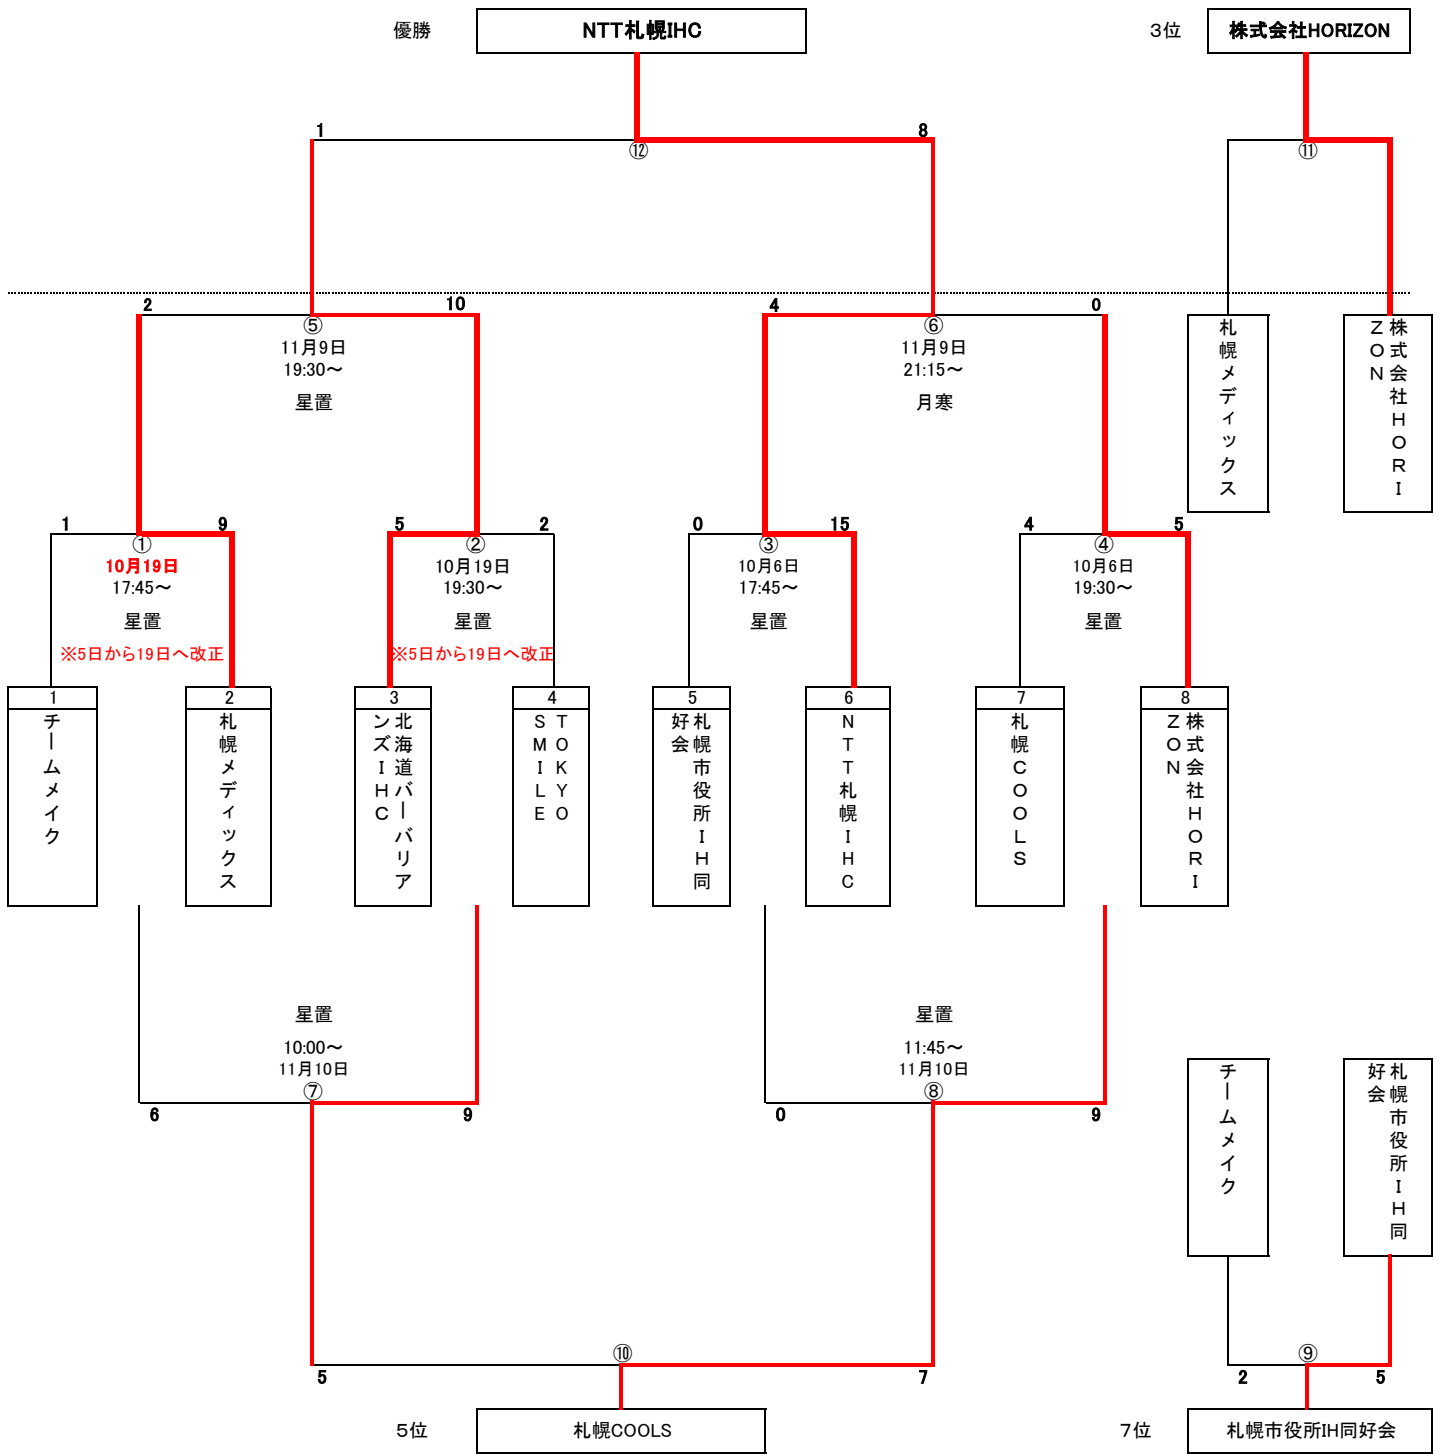 優勝
NTT札幌IHC
3位
株式会社HORIZON
1
8
⑫
⑪
2
10
4
0
⑤
11月9日
19:30～
星置
⑥
11月9日
21:15～
月寒
札幌メディックス
株式会社HORI
ZON
1
9
5
2
0
15
4
5
①
10月19日
17:45～
星置
※5日から19日へ改正
②
10月19日
19:30～
星置
※5日から19日へ改正
③
10月6日
17:45～
星置
④
10月6日
19:30～
星置
1
チームメイク
2
札幌メディックス
3
北海道バーバリア
ンズIHC
4
TOKYO
SMILE
5
札幌市役所IH同
好会
6
NTT札幌IHC
7
札幌COOLS
8
株式会社HORI
ZON
星置
10:00～
11月10日
⑦
6
9
星置
11:45～
11月10日
⑧
0
9
チームメイク
札幌市役所IH同
好会
⑩
5
7
⑨
2
5
5位
札幌COOLS
7位
札幌市役所IH同好会